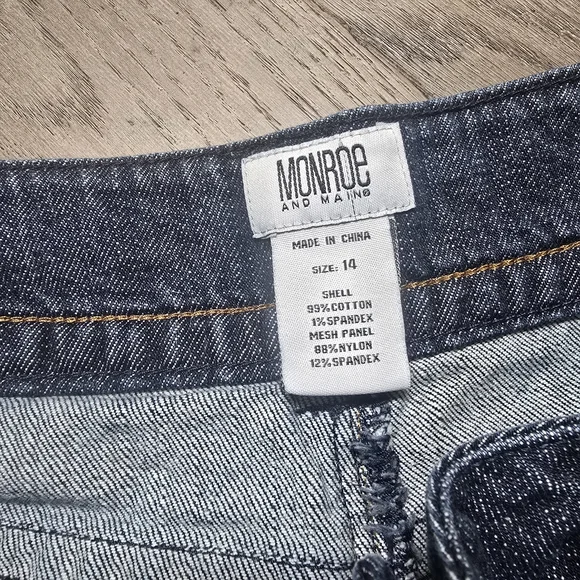 MONROE
AND MAIN®
MADE IN CHINA
SIZE: 14
SHELL
99%COTTON
1%SPANDEX
MESH PANEL
88%NYLON
12%SPANDEX